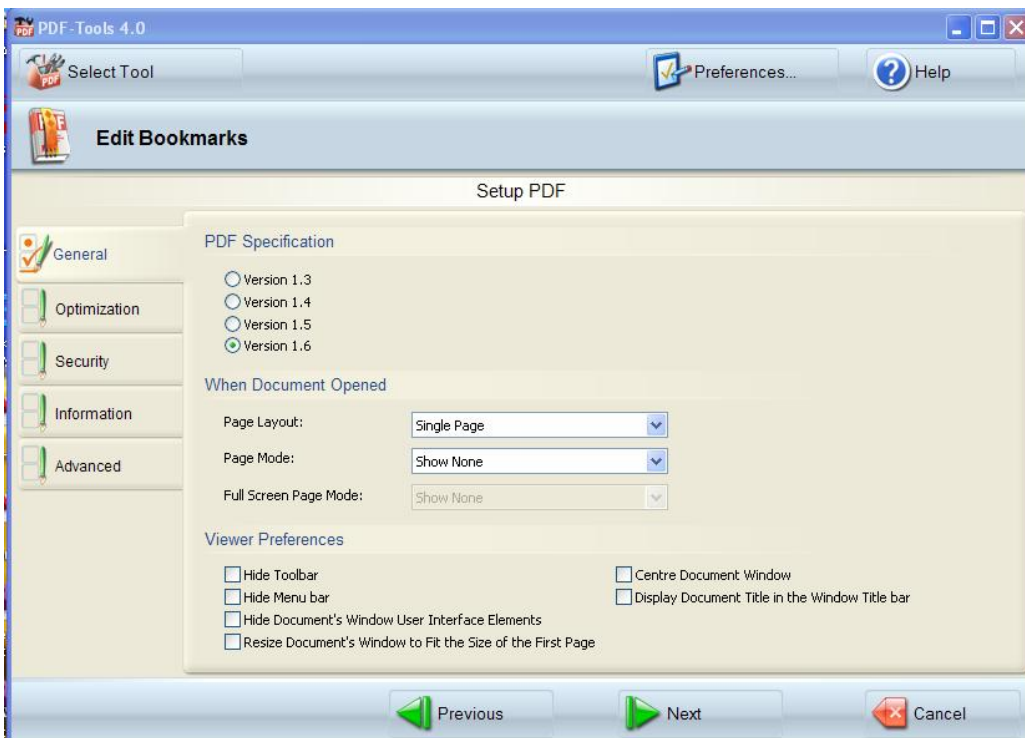 PDF-Tools 4.0
Select Tool
Preferences...
Help
Edit Bookmarks
Setup PDF
General
Optimization
Security
Information
Advanced
PDF Specification
Version 1.3
Version 1.4
Version 1.5
Version 1.6
When Document Opened
Page Layout: Single Page
Page Mode: Show None
Full Screen Page Mode: Show None
Viewer Preferences
Hide Toolbar
Hide Menu bar
Hide Document's Window User Interface Elements
Resize Document's Window to Fit the Size of the First Page
Centre Document Window
Display Document Title in the Window Title bar
Previous
Next
Cancel